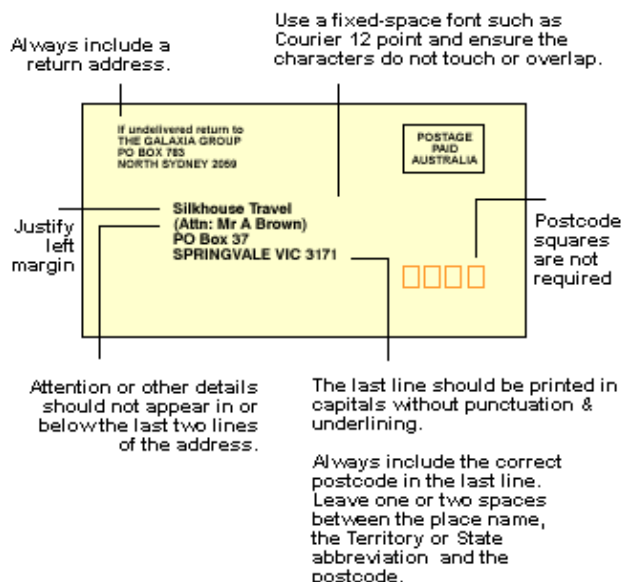 Always include a
return address.
Use a fixed-space font such as
Courier 12 point and ensure the
characters do not touch or overlap.
If undelivered return to
THE GALAXIA GROUP
PO BOX 783
NORTH SYDNEY 2059
POSTAGE
PAID
AUSTRALIA
Justify
left
margin
Silkhouse Travel
(Attn: Mr A Brown)
PO Box 37
SPRINGVALE VIC 3171
Postcode
squares
are not
required
Attention or other details
should not appear in or
below the last two lines
of the address.
The last line should be printed in
capitals without punctuation &
underlining.
Always include the correct
postcode in the last line.
Leave one or two spaces
between the place name,
the Territory or State
abbreviation and the
postcode.